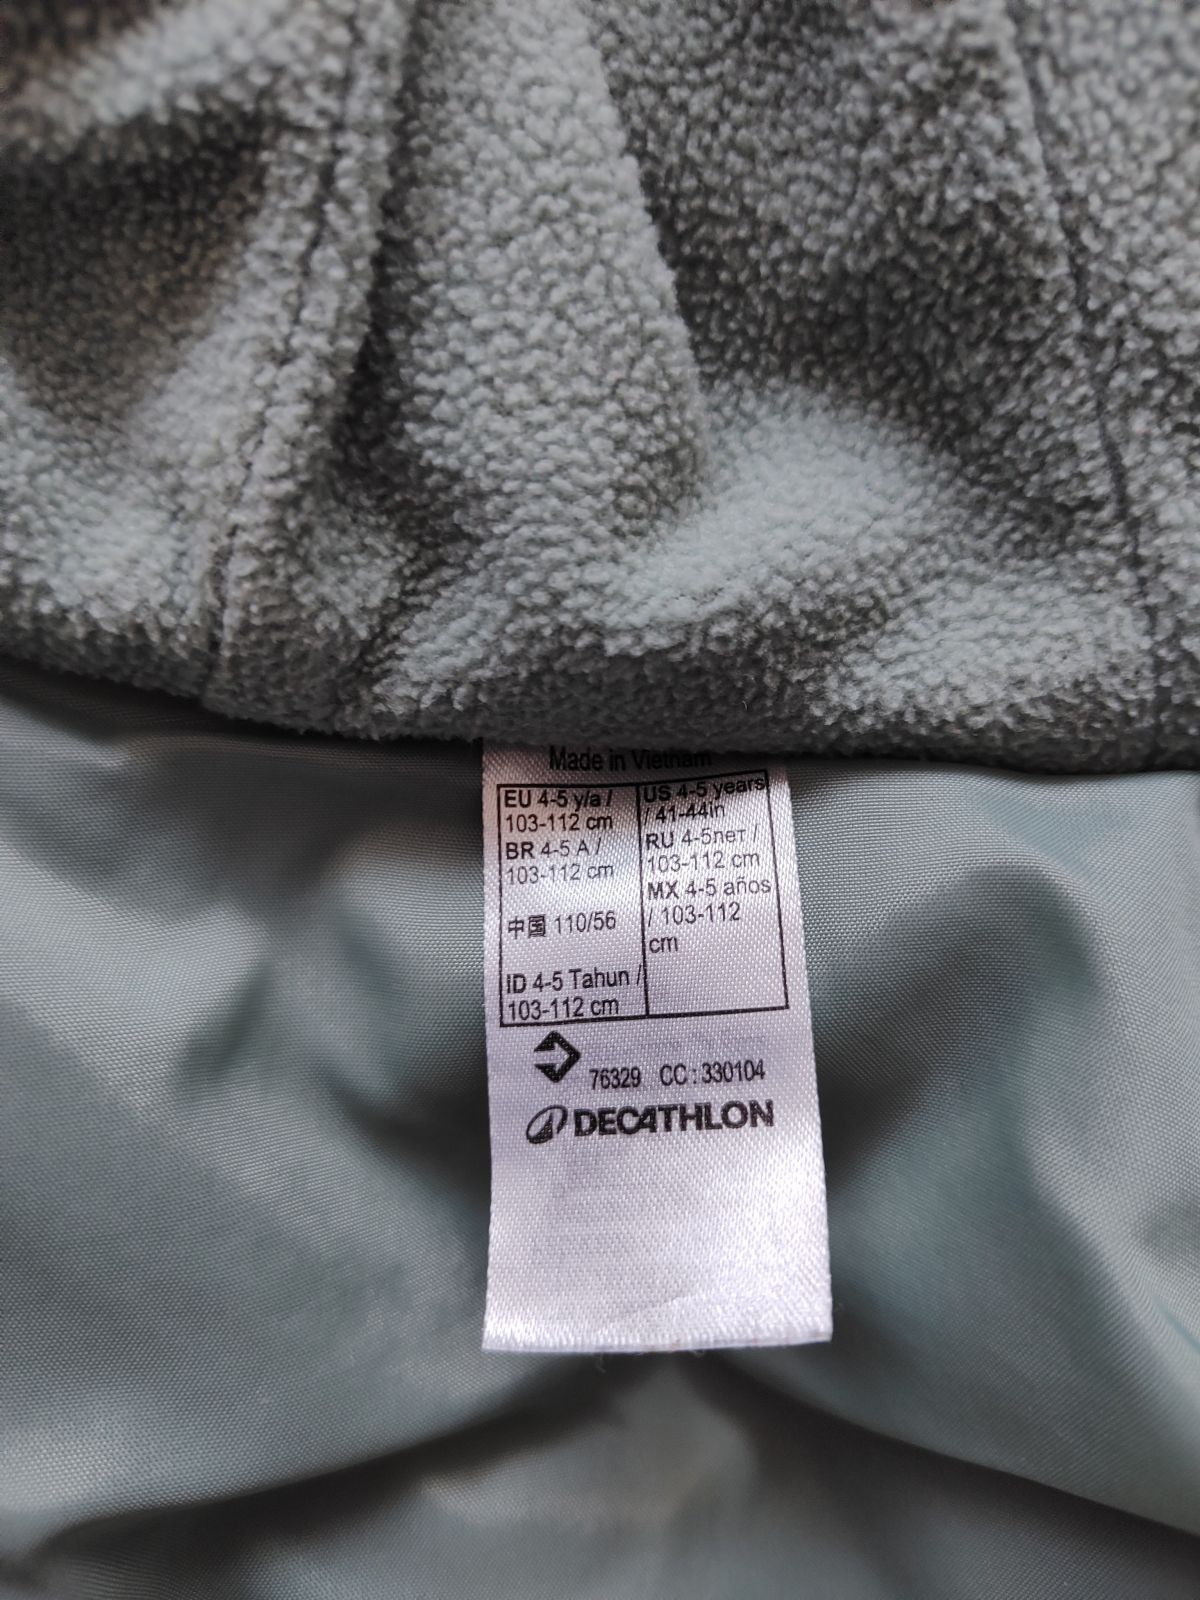 Made in Vietnam
EU 4-5 y/a /
103-112 cm
BR 4-5 A /
103-112 cm
中国 110/56
ID 4-5 Tahun /
103-112 cm
US 4-5 years
/ 41-44in
RU 4-5лет /
103-112 cm
MX 4-5 años
/ 103-112
cm
76329 CC : 330104
DECATHLON